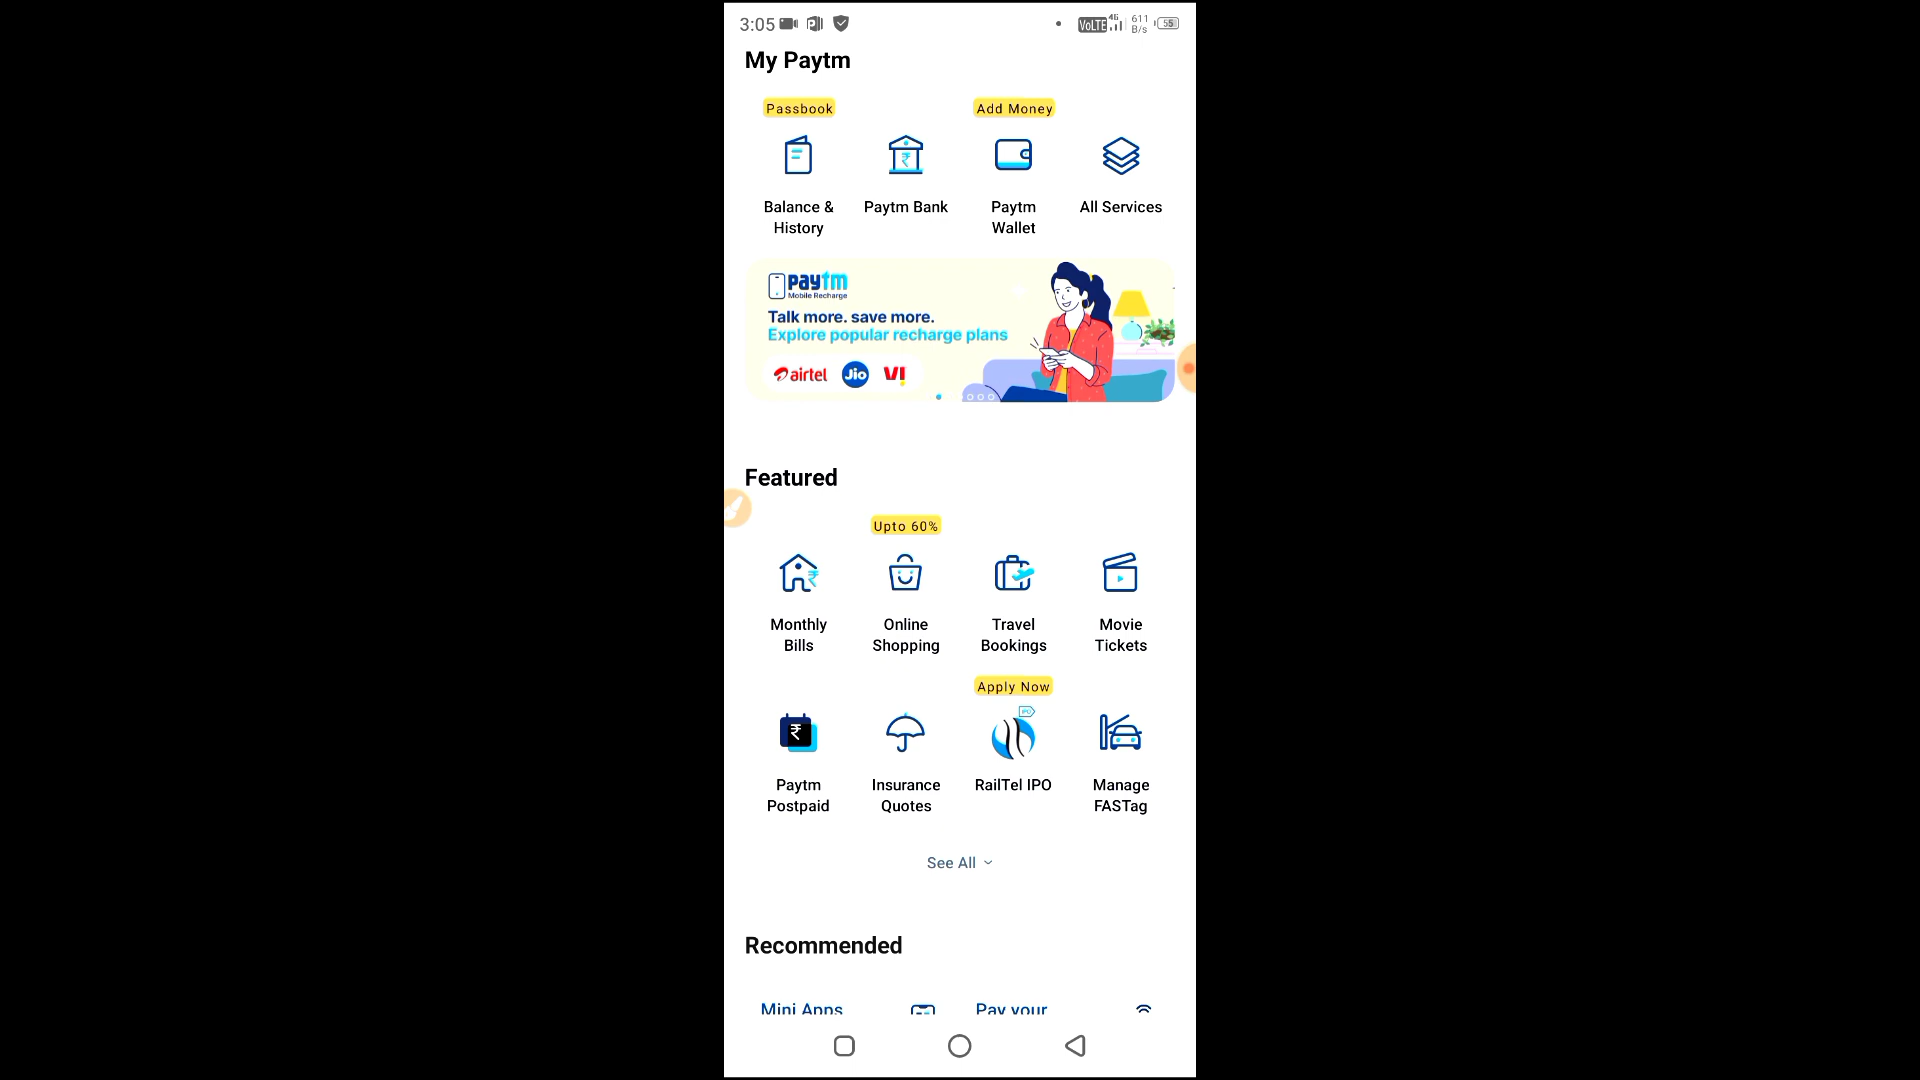 3:05
VoLTE 4G 611 B/s 55
My Paytm
Passbook
Add Money
Balance & History
Paytm Bank
Paytm Wallet
All Services
paytm
Mobile Recharge
Talk more. save more.
Explore popular recharge plans
airtel Jio VI
Featured
Upto 60%
Monthly Bills
Online Shopping
Travel Bookings
Movie Tickets
Apply Now
IPO
Paytm Postpaid
Insurance Quotes
RailTel IPO
Manage FASTag
See All
Recommended
Mini Apps
Pay your